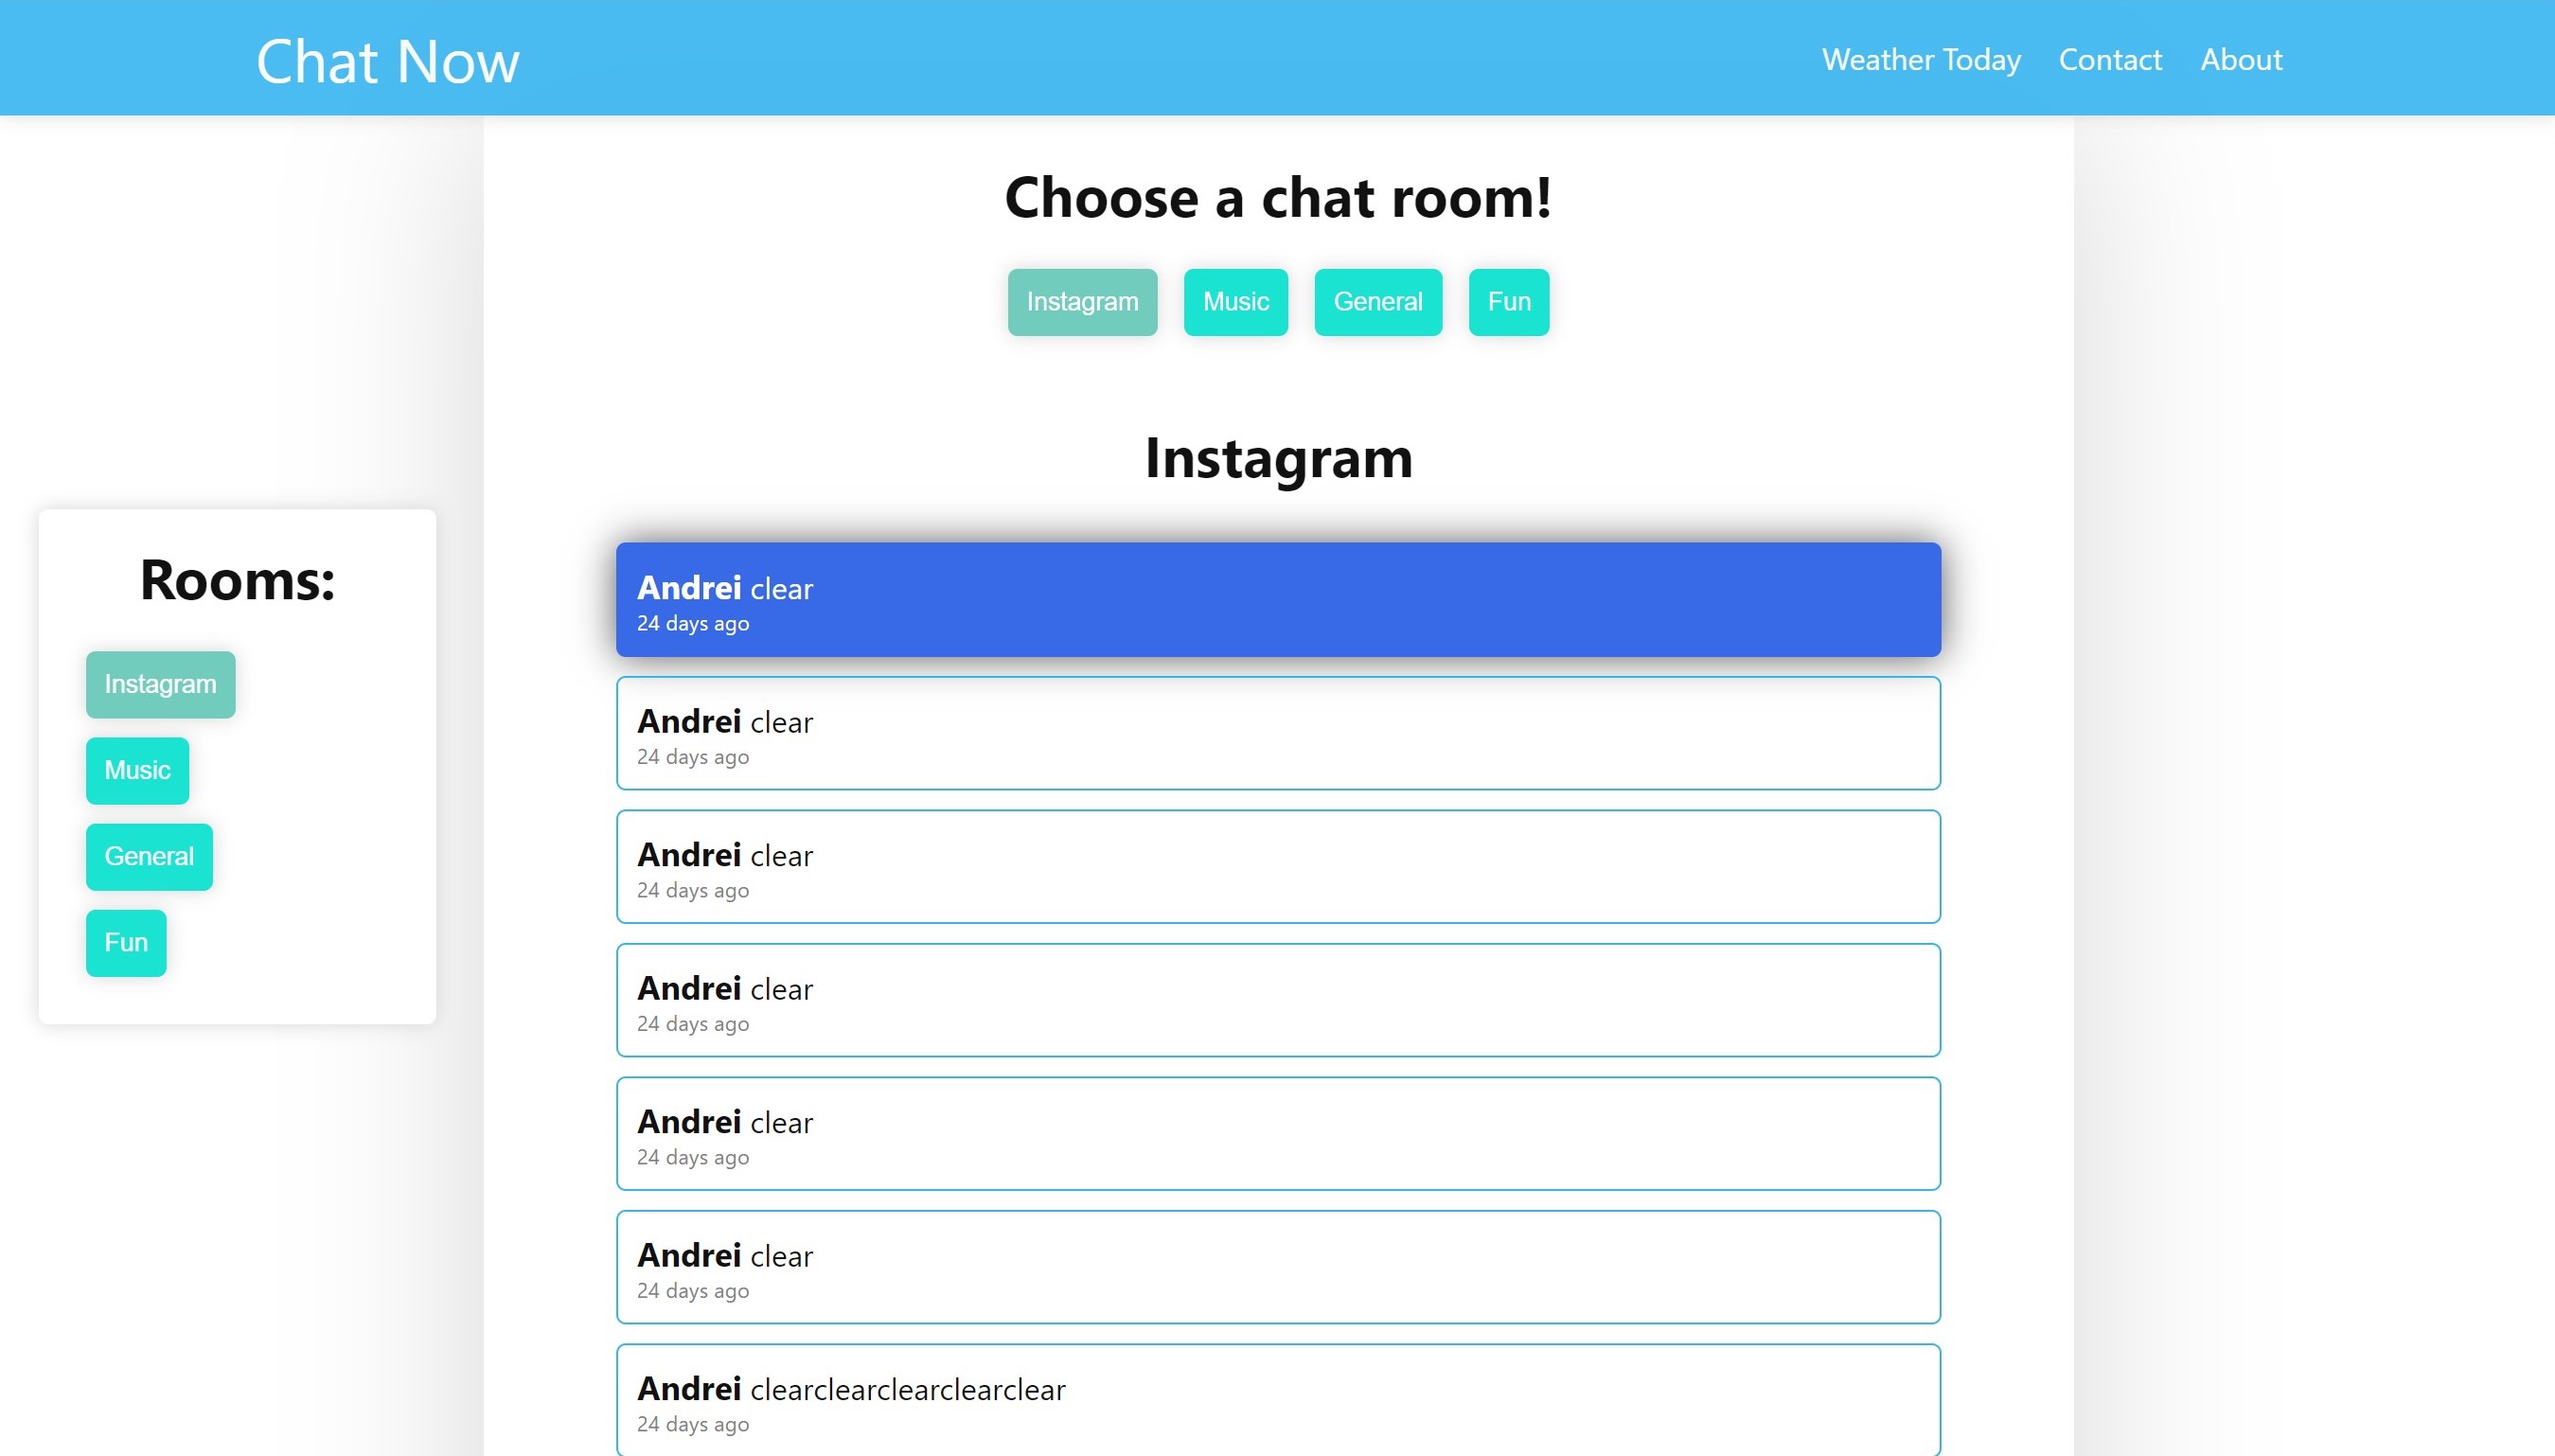 Chat Now
Weather Today Contact About
Choose a chat room!
Instagram Music General Fun
Instagram
Rooms:
Instagram
Music
General
Fun
Andrei clear
24 days ago
Andrei clear
24 days ago
Andrei clear
24 days ago
Andrei clear
24 days ago
Andrei clear
24 days ago
Andrei clear
24 days ago
Andrei clearclearclearclearclear
24 days ago